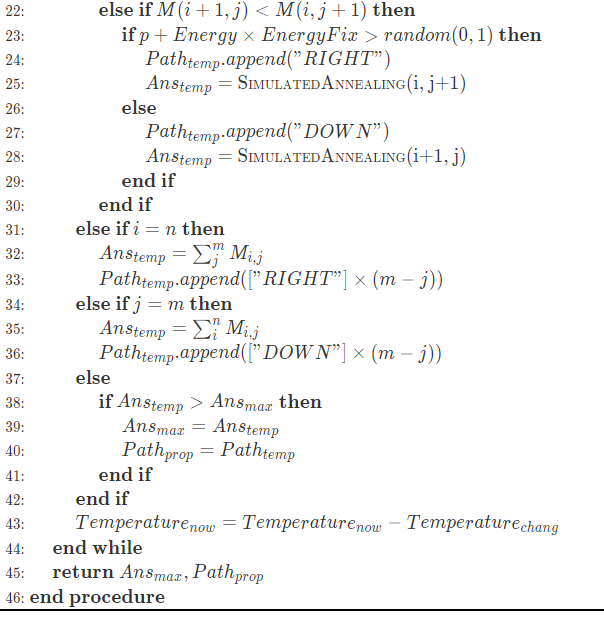 22: else if M(i + 1, j) < M(i, j + 1) then
23: if p + Energy × EnergyFix > random(0, 1) then
24: Path_temp.append("RIGHT")
25: Ans_temp = SIMULATEDANNEALING(i, j+1)
26: else
27: Path_temp.append("DOWN")
28: Ans_temp = SIMULATEDANNEALING(i+1, j)
29: end if
30: end if
31: else if i = n then
32: Ans_temp = ∑_j^m M_i,j
33: Path_temp.append(["RIGHT"] × (m − j))
34: else if j = m then
35: Ans_temp = ∑_i^n M_i,j
36: Path_temp.append(["DOWN"] × (m − j))
37: else
38: if Ans_temp > Ans_max then
39: Ans_max = Ans_temp
40: Path_prop = Path_temp
41: end if
42: end if
43: Temperature_now = Temperature_now − Temperature_chang
44: end while
45: return Ans_max, Path_prop
46: end procedure